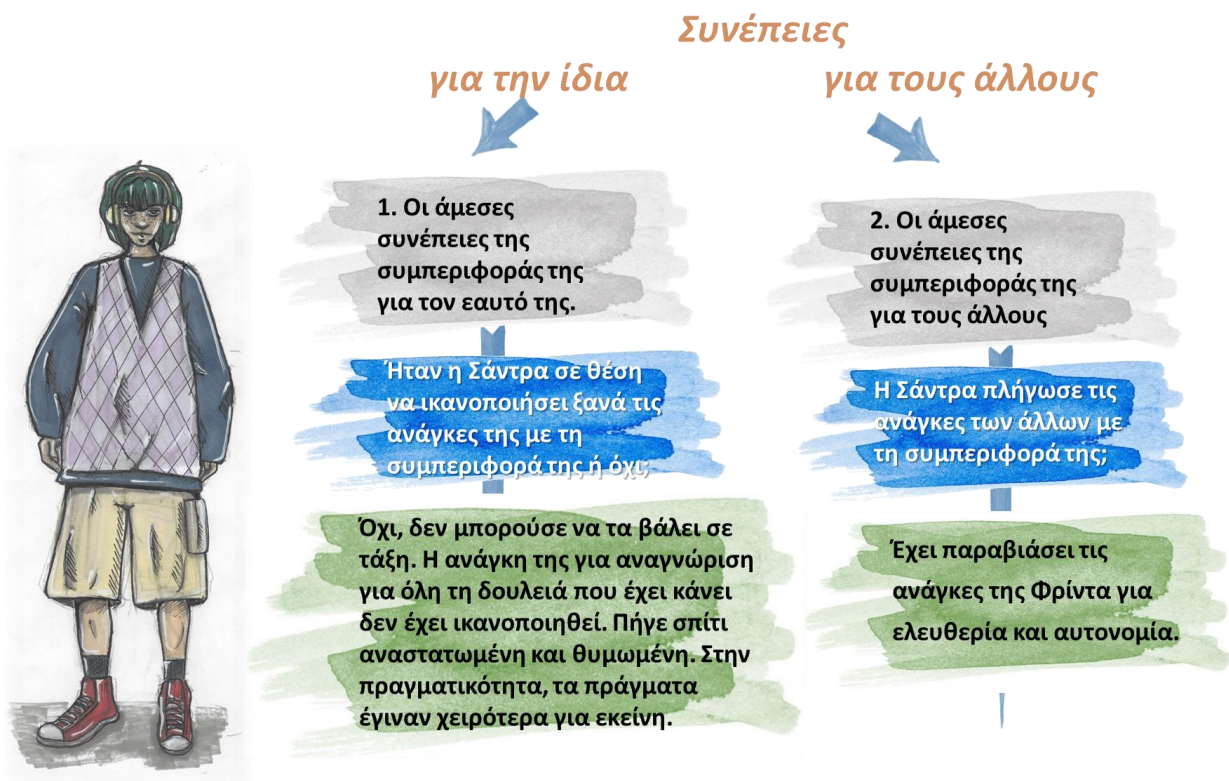 Συνέπειες
για την ίδια
για τους άλλους
1. Οι άμεσες
συνέπειες της
συμπεριφοράς της
για τον εαυτό της.
Ήταν η Σάντρα σε θέση
να ικανοποιήσει ξανά τις
ανάγκες της με τη
συμπεριφορά της ή όχι;
Όχι, δεν μπορούσε να τα βάλει σε
τάξη. Η ανάγκη της για αναγνώριση
για όλη τη δουλειά που έχει κάνει
δεν έχει ικανοποιηθεί. Πήγε σπίτι
αναστατωμένη και θυμωμένη. Στην
πραγματικότητα, τα πράγματα
έγιναν χειρότερα για εκείνη.
2. Οι άμεσες
συνέπειες της
συμπεριφοράς της
για τους άλλους
Η Σάντρα πλήγωσε τις
ανάγκες των άλλων με
τη συμπεριφορά της;
Έχει παραβιάσει τις
ανάγκες της Φρίντα για
ελευθερία και αυτονομία.